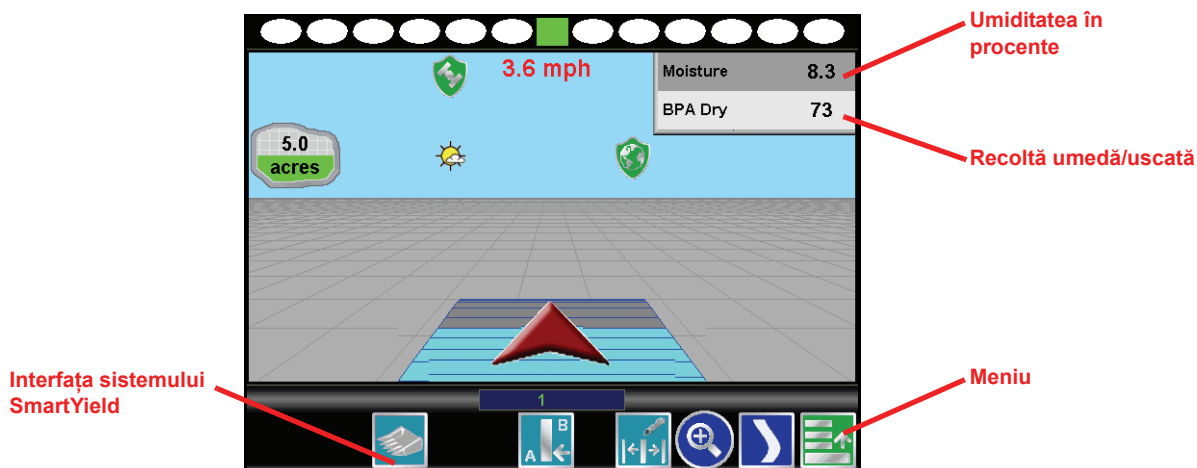 Umiditatea în
procente
3.6 mph
Moisture 8.3
BPA Dry 73
5.0
acres
Recoltă umedă/uscată
Interfața sistemului
SmartYield
Meniu
1
B
A